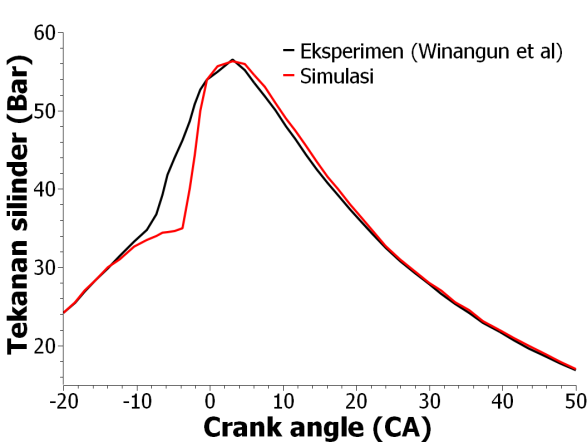 60
Eksperimen (Winangun et al)
Simulasi
50
40
30
20
Tekanan silinder (Bar)
-20 -10 0 10 20 30 40 50
Crank angle (CA)